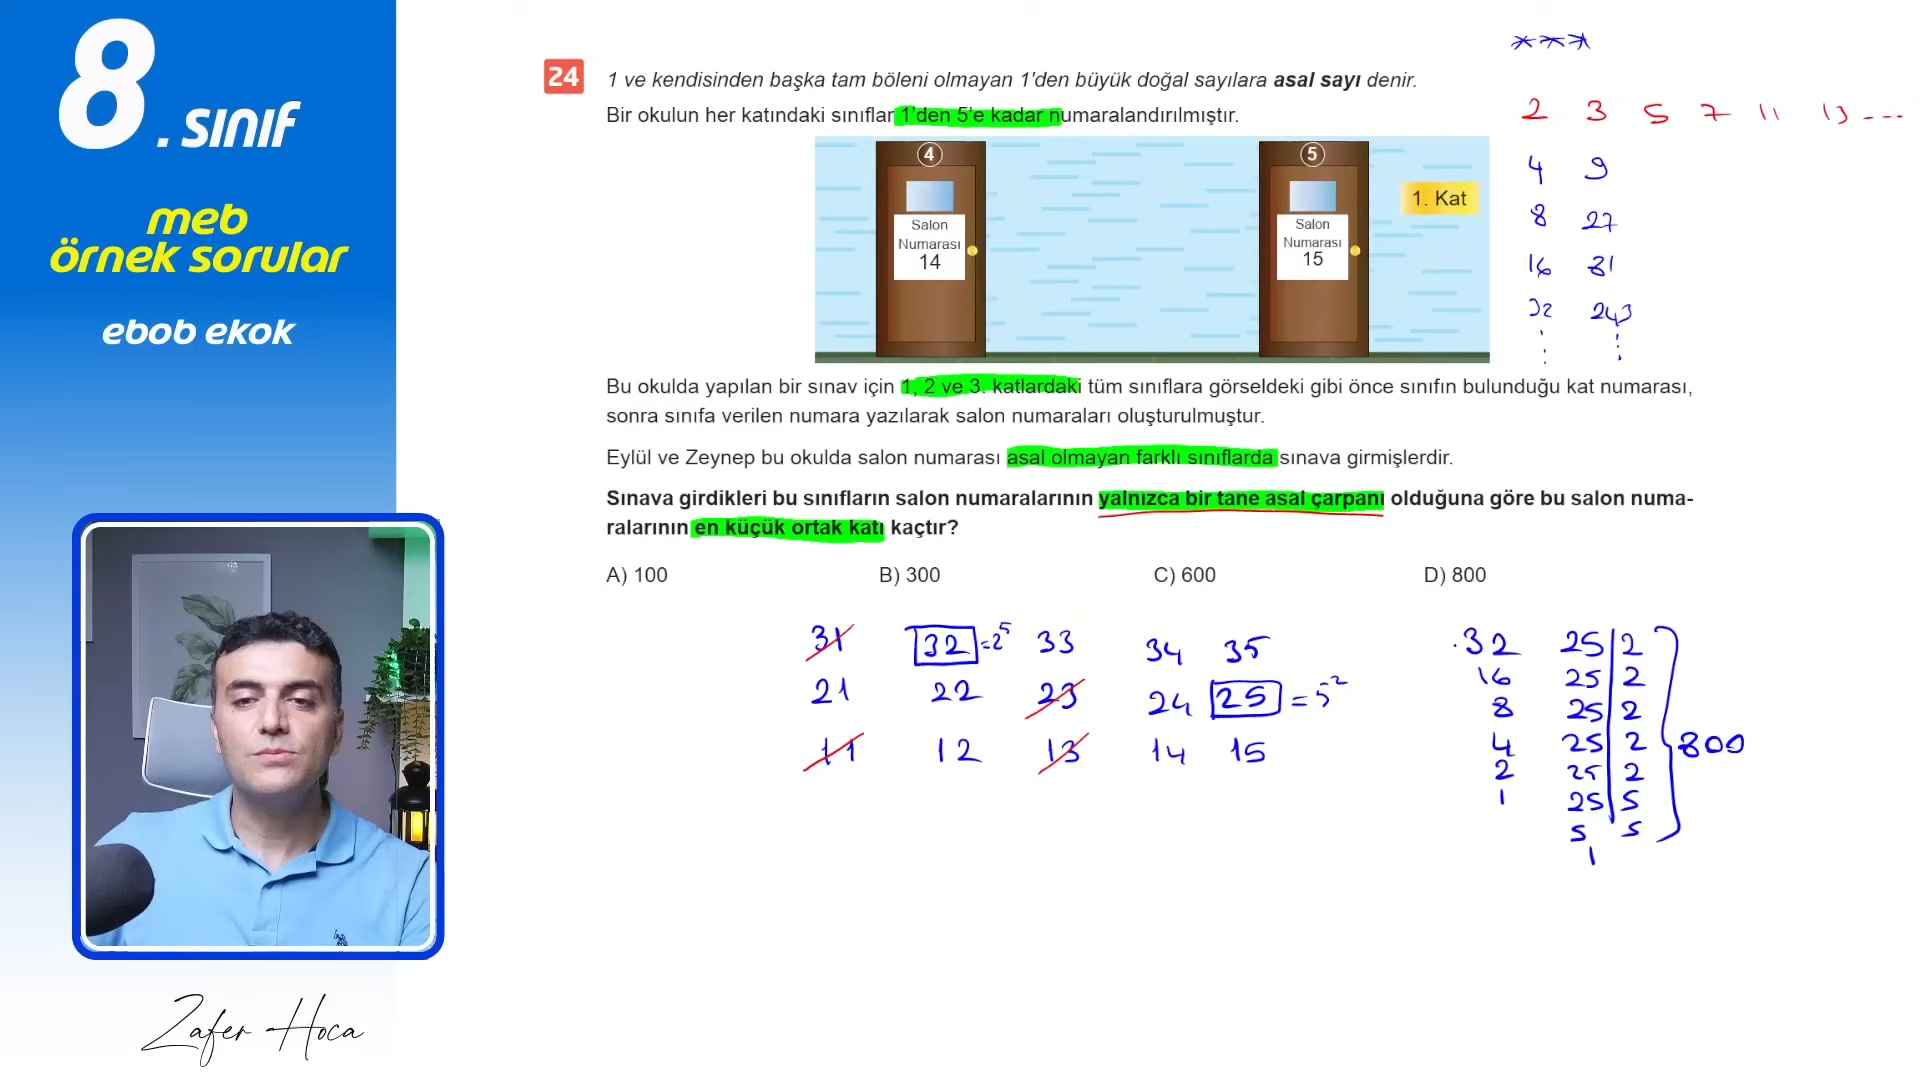 8. SINIF
meb
örnek sorular
ebob ekok
Zafer Hoca
24
1 ve kendisinden başka tam böleni olmayan 1'den büyük doğal sayılara asal sayı denir.
Bir okulun her katındaki sınıflar 1'den 5'e kadar numaralandırılmıştır.
4
Salon
Numarası
14
5
Salon
Numarası
15
1. Kat
Bu okulda yapılan bir sınav için 1, 2 ve 3. katlardaki tüm sınıflara görseldeki gibi önce sınıfın bulunduğu kat numarası,
sonra sınıfa verilen numara yazılarak salon numaraları oluşturulmuştur.
Eylül ve Zeynep bu okulda salon numarası asal olmayan farklı sınıflarda sınava girmişlerdir.
Sınava girdikleri bu sınıfların salon numaralarının yalnızca bir tane asal çarpanı olduğuna göre bu salon numa-
ralarının en küçük ortak katı kaçtır?
A) 100 B) 300 C) 600 D) 800
***
2 3 5 7 11 13 ...
4 9
8 27
16 81
32 243
31 32 = 2⁵ 33 34 35
21 22 23 24 25 = 5²
11 12 13 14 15
32 25 2
16 25 2
8 25 2
4 25 2
2 25 2
1 25 5
5 5
1
800